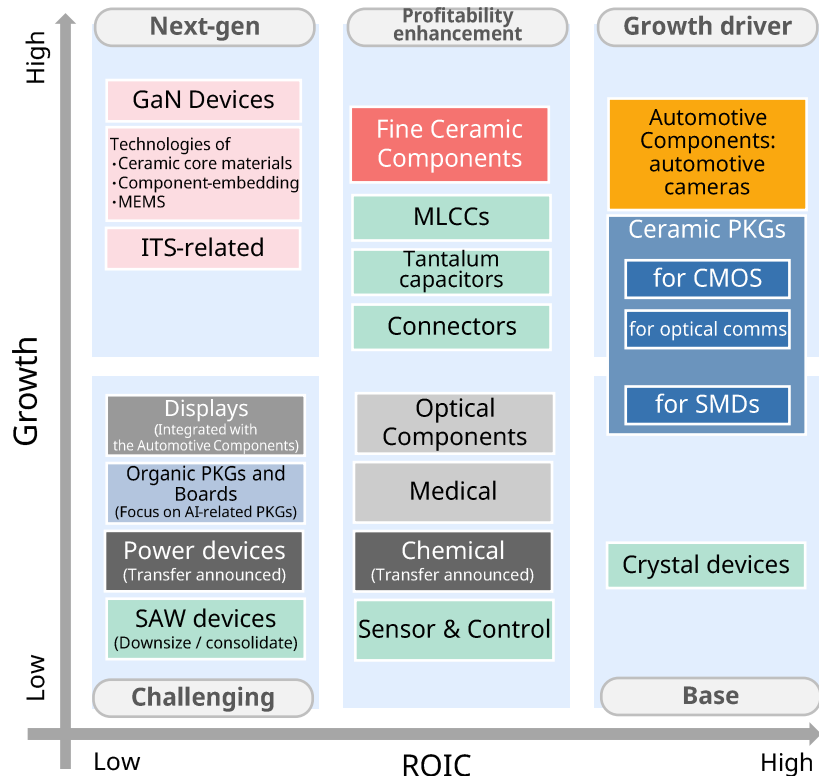 High
Growth
Low
Next-gen
GaN Devices
Technologies of
・Ceramic core materials
・Component-embedding
・MEMS
ITS-related
Displays
(Integrated with
the Automotive Components)
Organic PKGs and
Boards
(Focus on AI-related PKGs)
Power devices
(Transfer announced)
SAW devices
(Downsize / consolidate)
Challenging
Profitability
enhancement
Fine Ceramic
Components
MLCCs
Tantalum
capacitors
Connectors
Optical
Components
Medical
Chemical
(Transfer announced)
Sensor & Control
Growth driver
Automotive
Components:
automotive
cameras
Ceramic PKGs
for CMOS
for optical comms
for SMDs
Crystal devices
Base
Low
ROIC
High